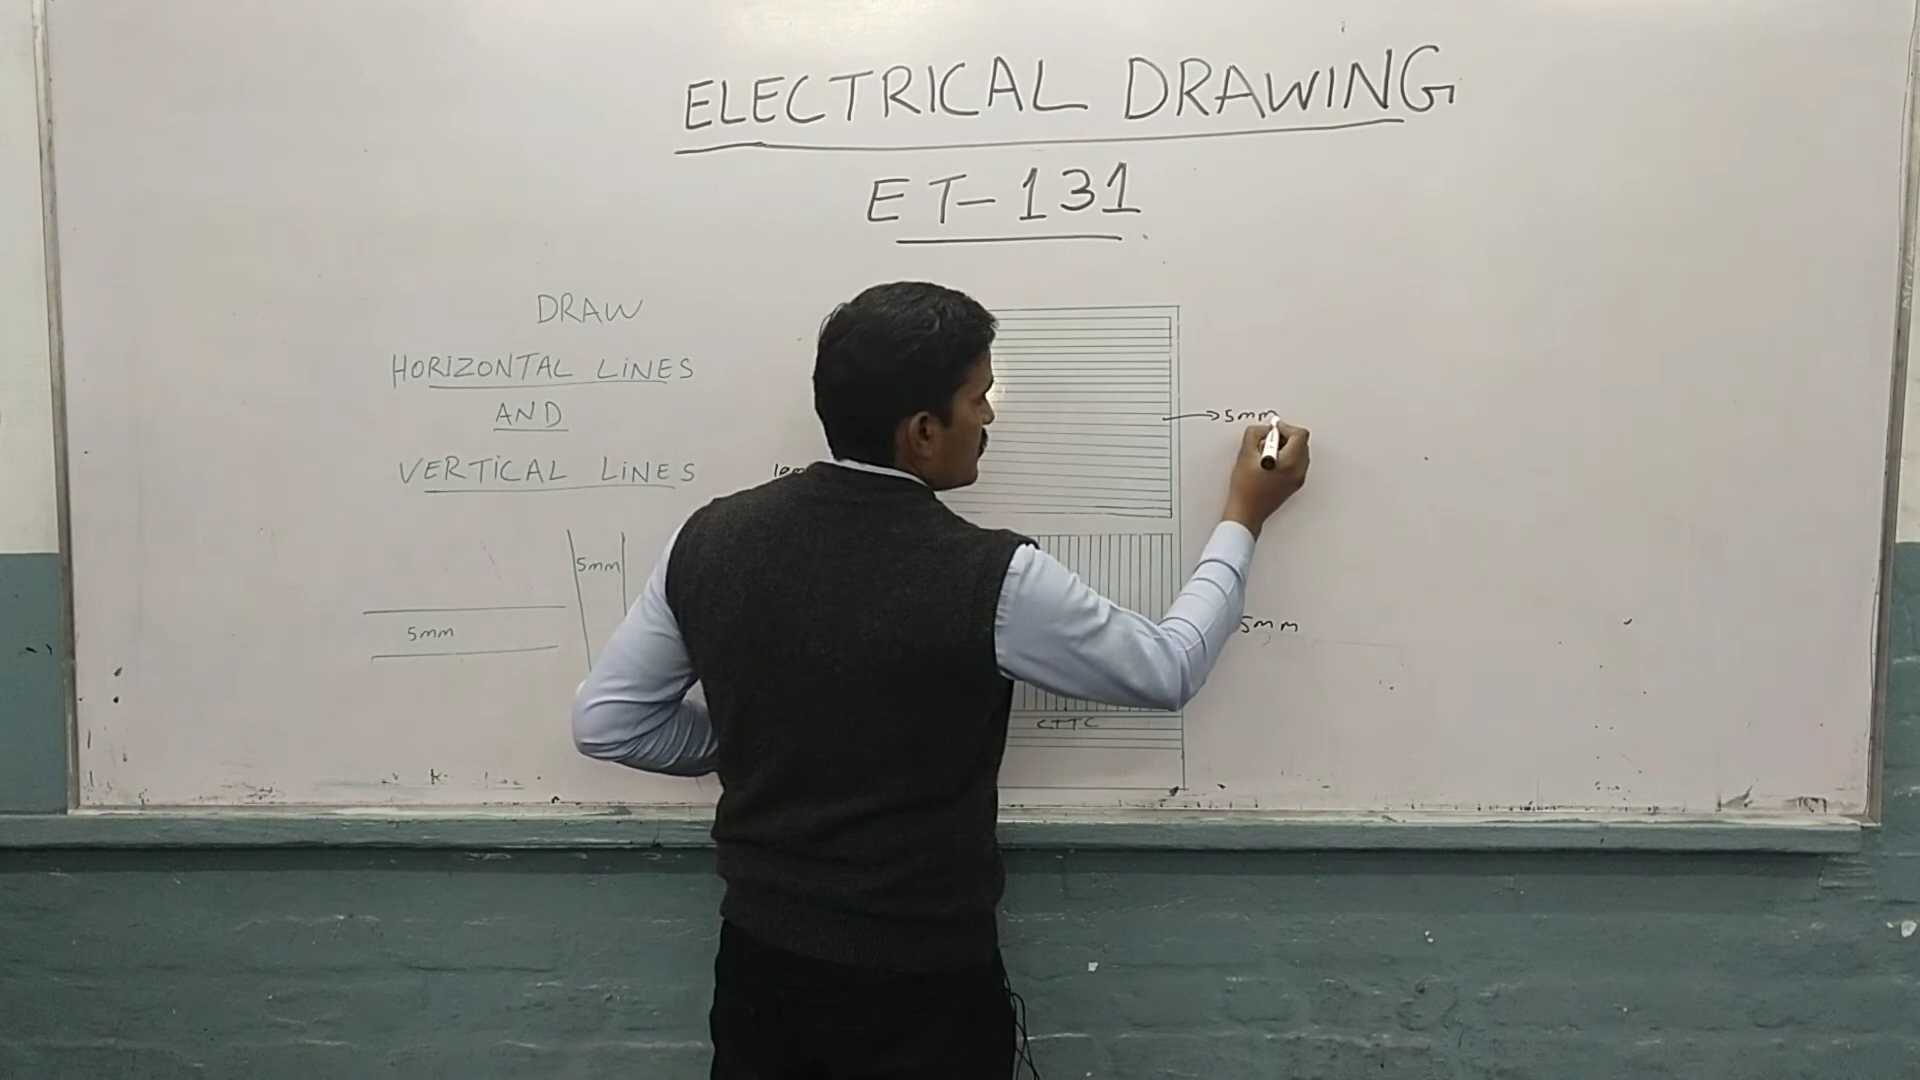 ELECTRICAL DRAWING
ET-131
DRAW
HORIZONTAL LINES
AND
VERTICAL LINES
5mm
5mm
5mm
5mm
CTTC